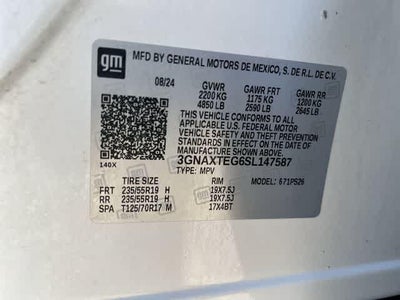 gm
MFD BY GENERAL MOTORS DE MEXICO, S. DE R.L. DE C.V.
08/24 GVWR GAWR FRT GAWR RR
2200 KG 1175 KG 1200 KG
4850 LB 2590 LB 2645 LB
THIS VEHICLE CONFORMS TO ALL
APPLICABLE U.S. FEDERAL MOTOR
VEHICLE SAFETY, BUMPER, AND THEFT PREVENTION
STANDARDS IN EFFECT ON THE DATE OF
MANUFACTURE SHOWN ABOVE.
3GNAXTEG6SL147587
140X TYPE: MPV MODEL: 671PS26
TIRE SIZE RIM
FRT 235/55R19 H 19X7.5J
RR 235/55R19 H 19X7.5J
SPA T125/70R17 M 17X4BT